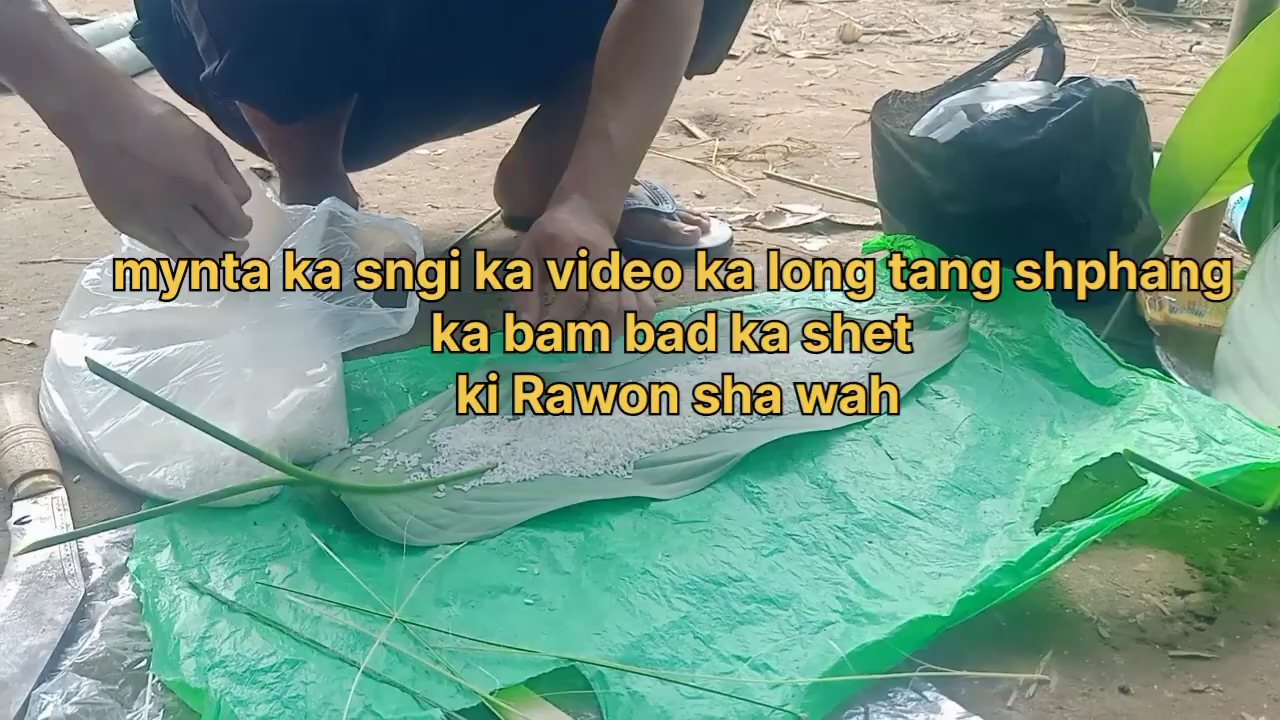 mynta ka sngi ka video ka long tang shphang
ka bam bad ka shet
ki Rawon sha wah